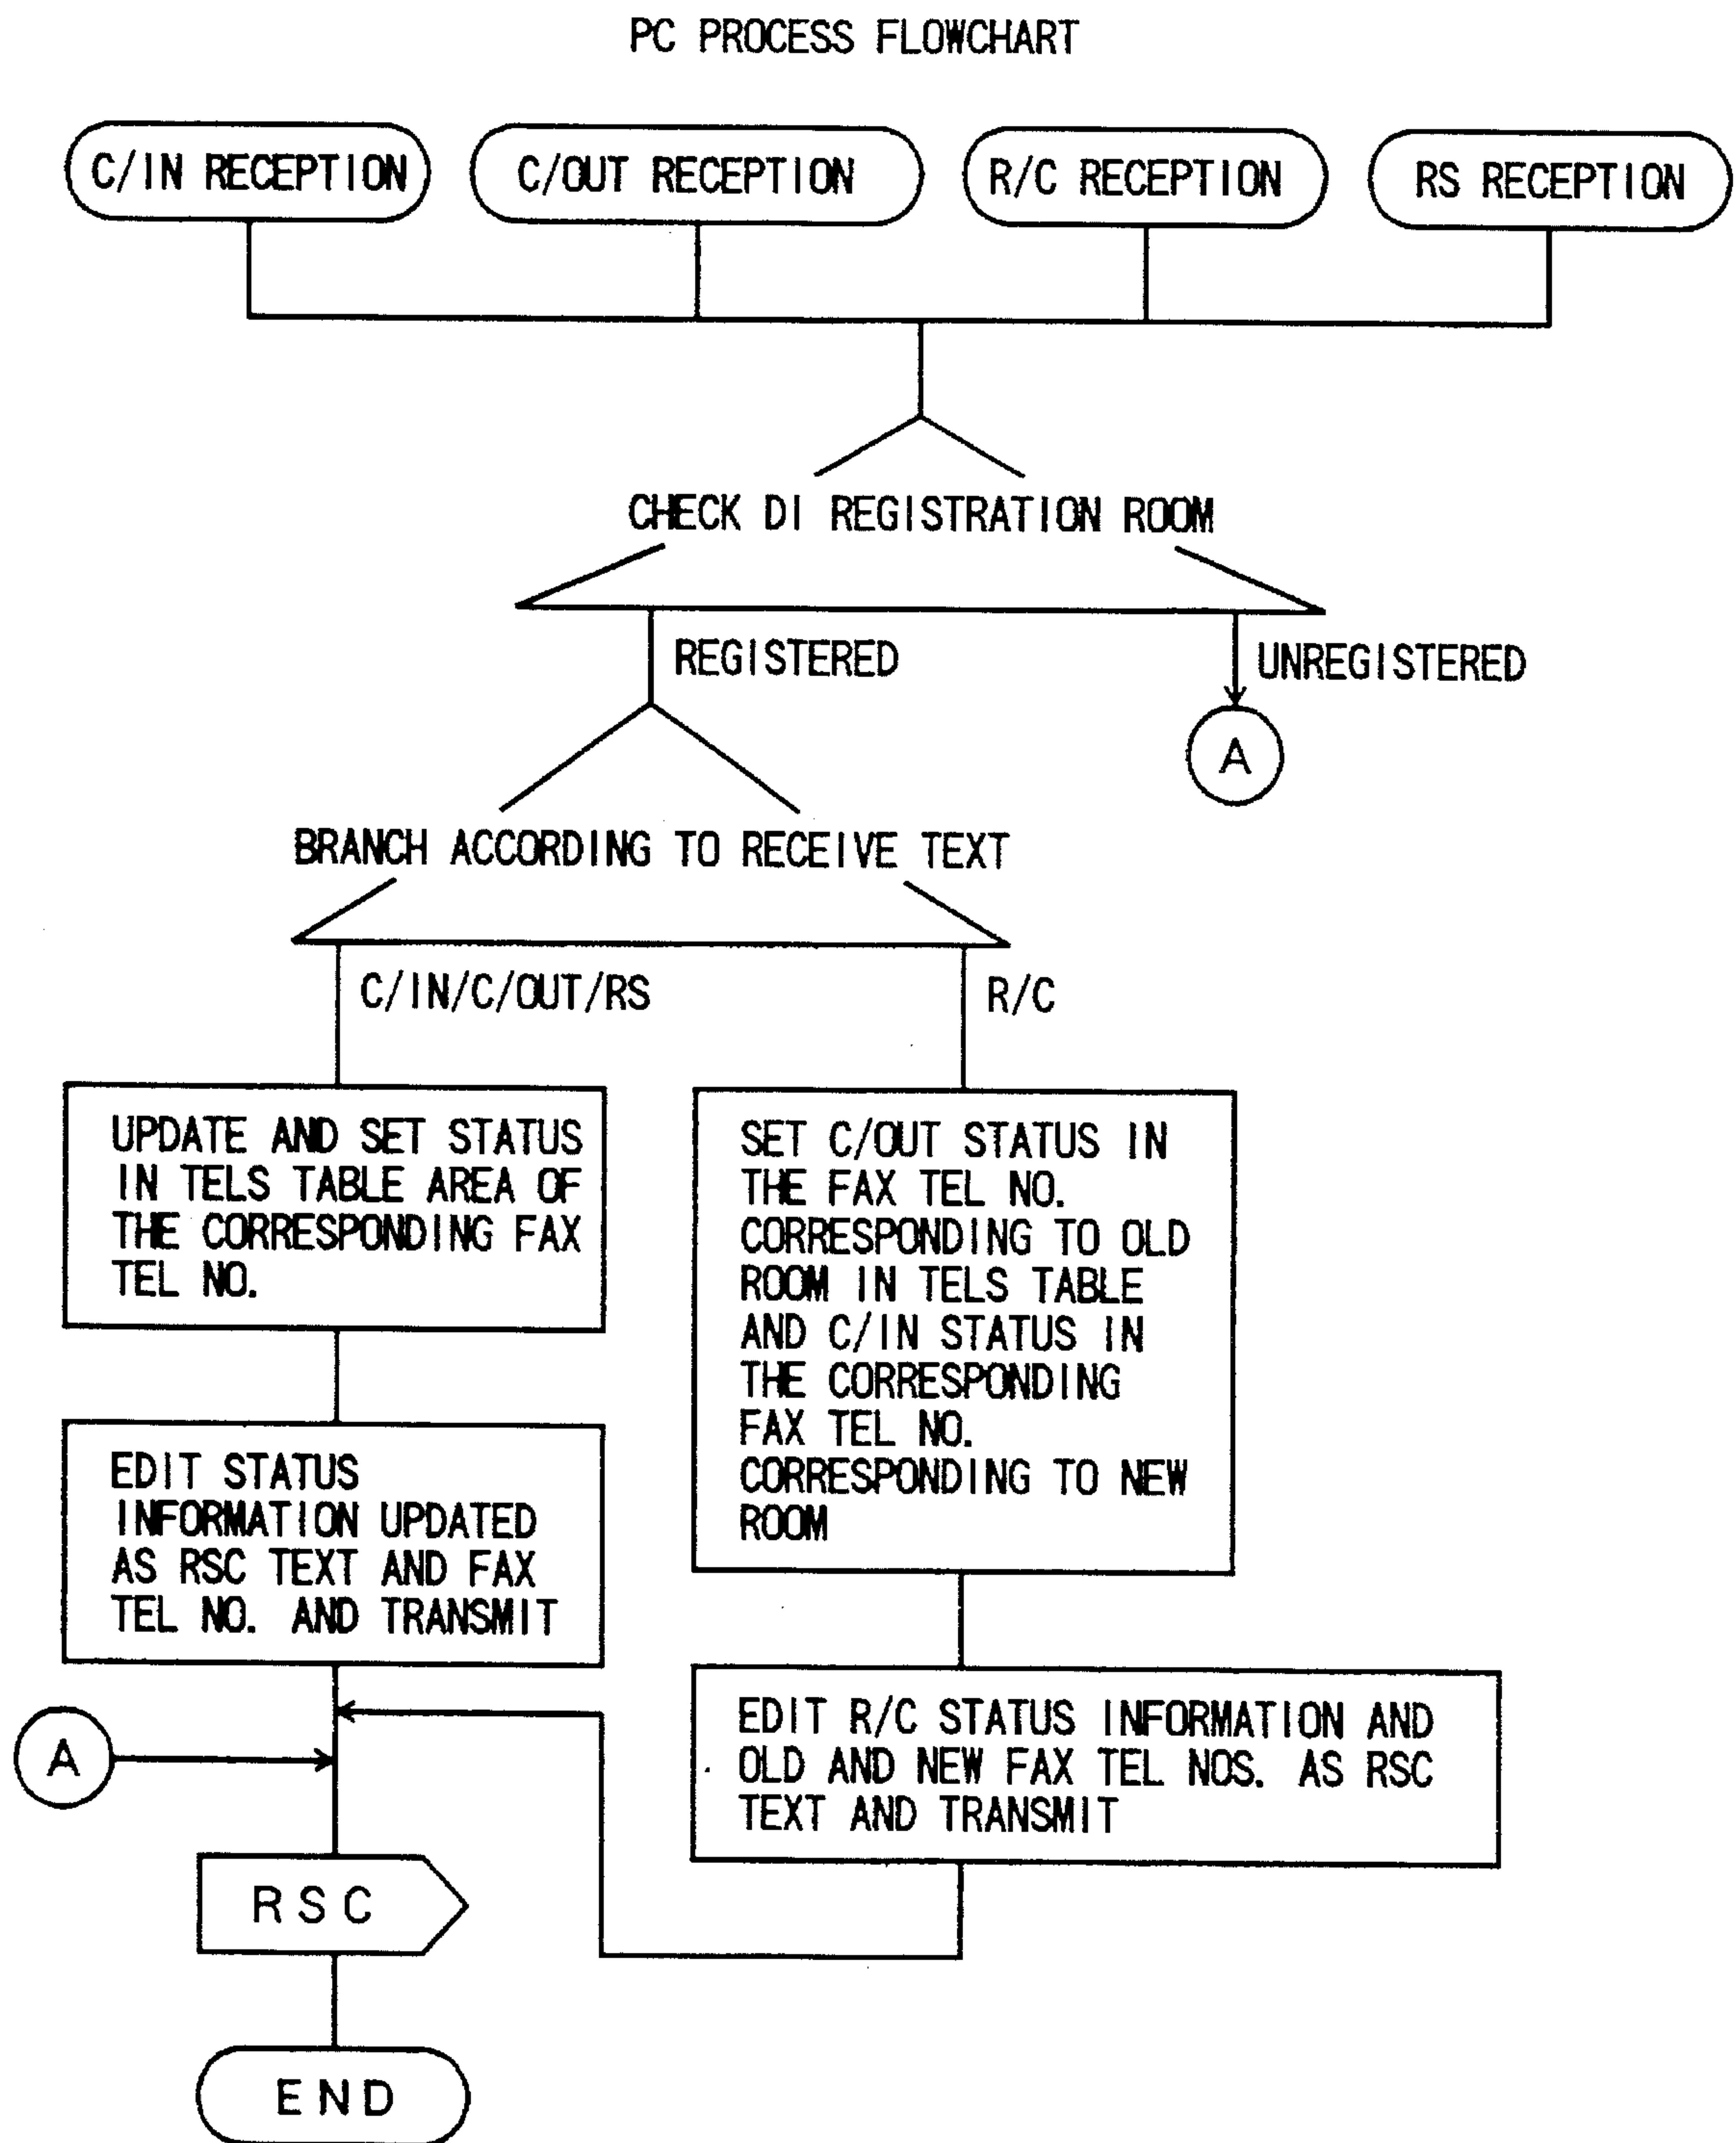 PC PROCESS FLOWCHART
C/IN RECEPTION
C/OUT RECEPTION
R/C RECEPTION
RS RECEPTION
CHECK DI REGISTRATION ROOM
REGISTERED
UNREGISTERED
A
BRANCH ACCORDING TO RECEIVE TEXT
C/IN/C/OUT/RS
R/C
UPDATE AND SET STATUS
IN TELS TABLE AREA OF
THE CORRESPONDING FAX
TEL NO.
SET C/OUT STATUS IN
THE FAX TEL NO.
CORRESPONDING TO OLD
ROOM IN TELS TABLE
AND C/IN STATUS IN
THE CORRESPONDING
FAX TEL NO.
CORRESPONDING TO NEW
ROOM
EDIT STATUS
INFORMATION UPDATED
AS RSC TEXT AND FAX
TEL NO. AND TRANSMIT
EDIT R/C STATUS INFORMATION AND
OLD AND NEW FAX TEL NOS. AS RSC
TEXT AND TRANSMIT
A
RSC
END